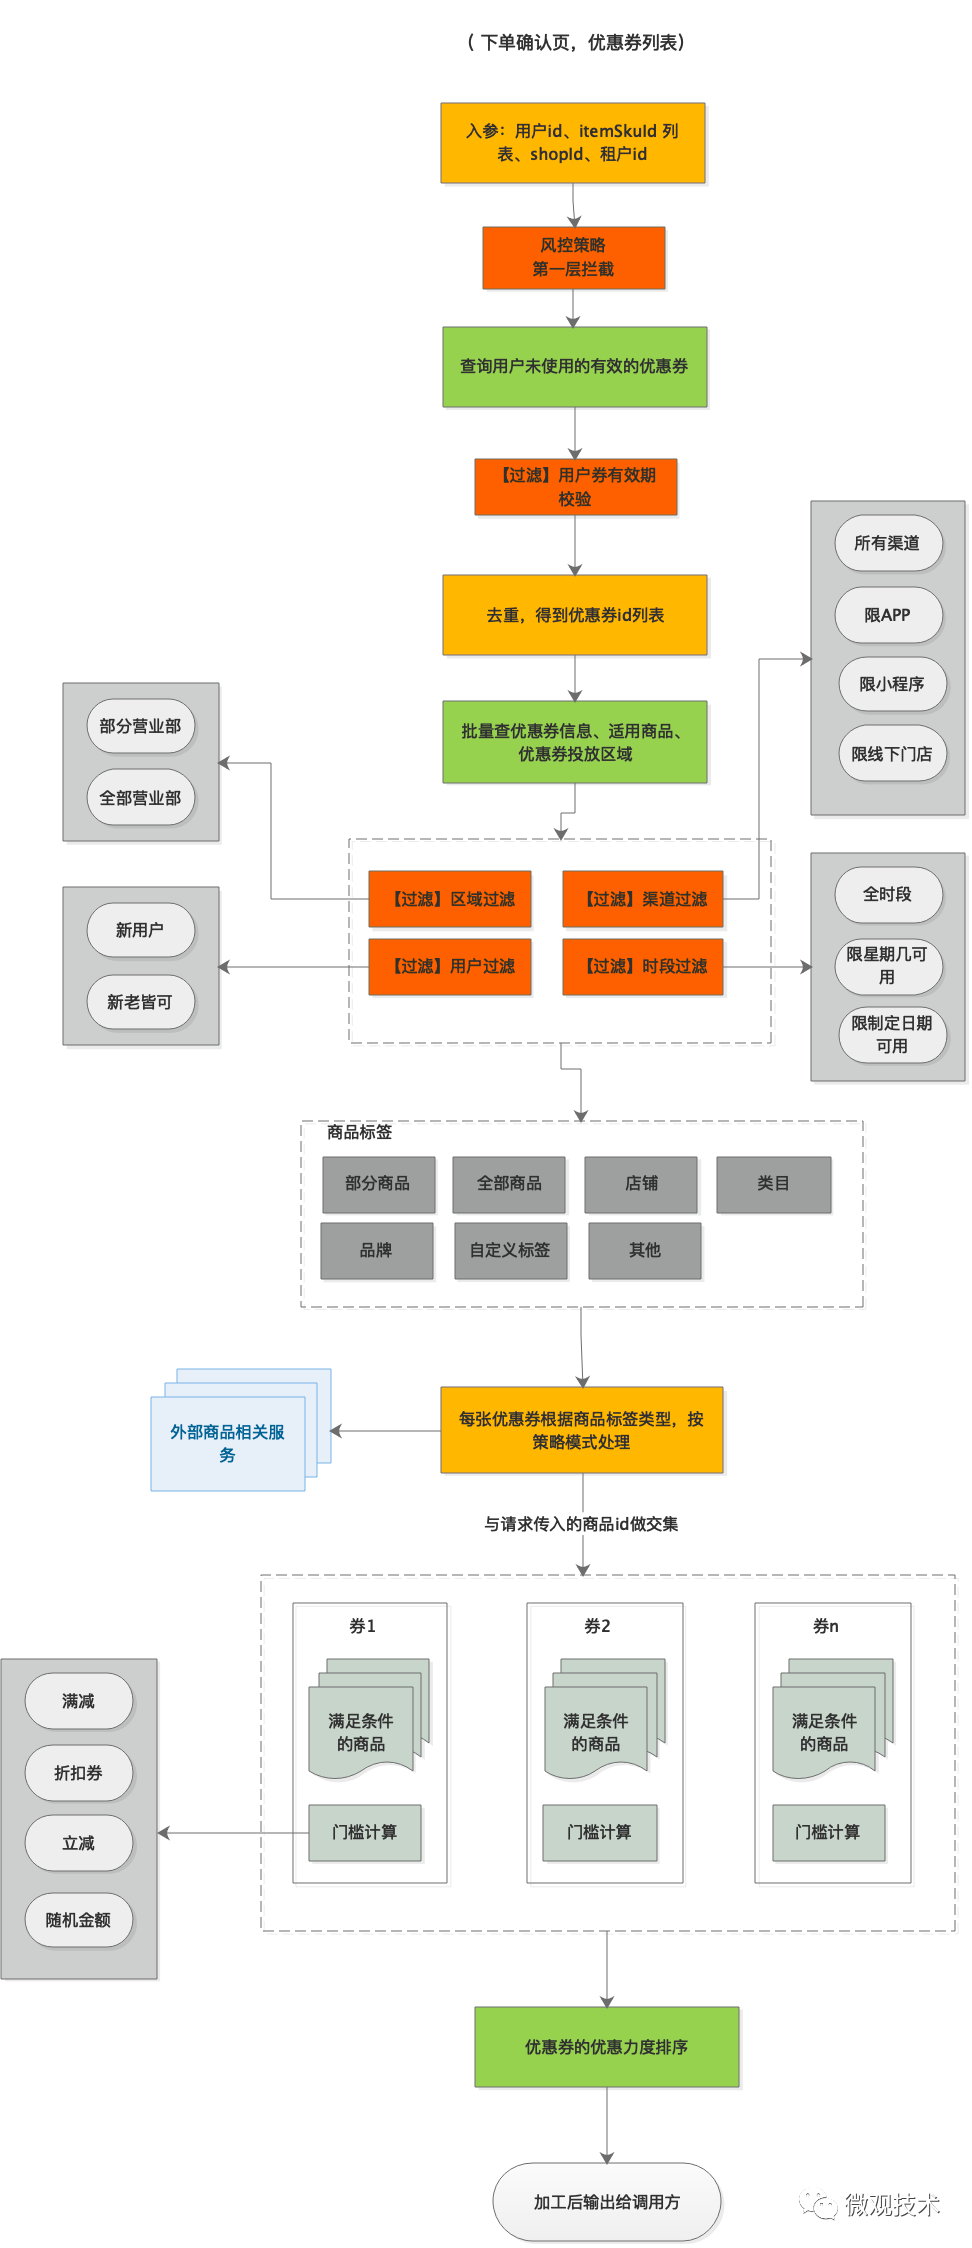 （ 下单确认页，优惠券列表）
入参：用户id、itemSkuId 列
表、shopId、租户id
风控策略
第一层拦截
查询用户未使用的有效的优惠券
【过滤】用户券有效期
校验
去重，得到优惠券id列表
批量查优惠券信息、适用商品、
优惠券投放区域
所有渠道
限APP
限小程序
限线下门店
部分营业部
全部营业部
【过滤】区域过滤
【过滤】渠道过滤
【过滤】用户过滤
【过滤】时段过滤
新用户
新老皆可
全时段
限星期几可
用
限制定日期
可用
商品标签
部分商品
全部商品
店铺
类目
品牌
自定义标签
其他
每张优惠券根据商品标签类型，按
策略模式处理
外部商品相关服
务
与请求传入的商品id做交集
券1
满足条件
的商品
门槛计算
券2
满足条件
的商品
门槛计算
券n
满足条件
的商品
门槛计算
满减
折扣券
立减
随机金额
优惠券的优惠力度排序
加工后输出给调用方
微观技术